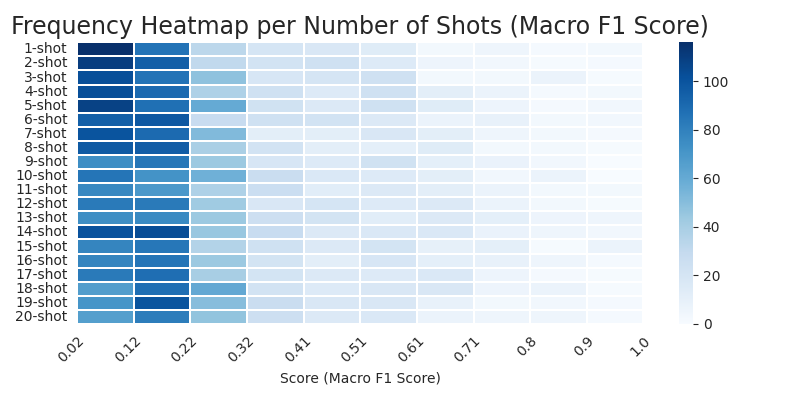 Frequency Heatmap per Number of Shots (Macro F1 Score)
1-shot
2-shot
3-shot
4-shot
5-shot
6-shot
7-shot
8-shot
9-shot
10-shot
11-shot
12-shot
13-shot
14-shot
15-shot
16-shot
17-shot
18-shot
19-shot
20-shot
0.02 0.12 0.22 0.32 0.41 0.51 0.61 0.71 0.8 0.9 1.0
Score (Macro F1 Score)
100
80
60
40
20
0